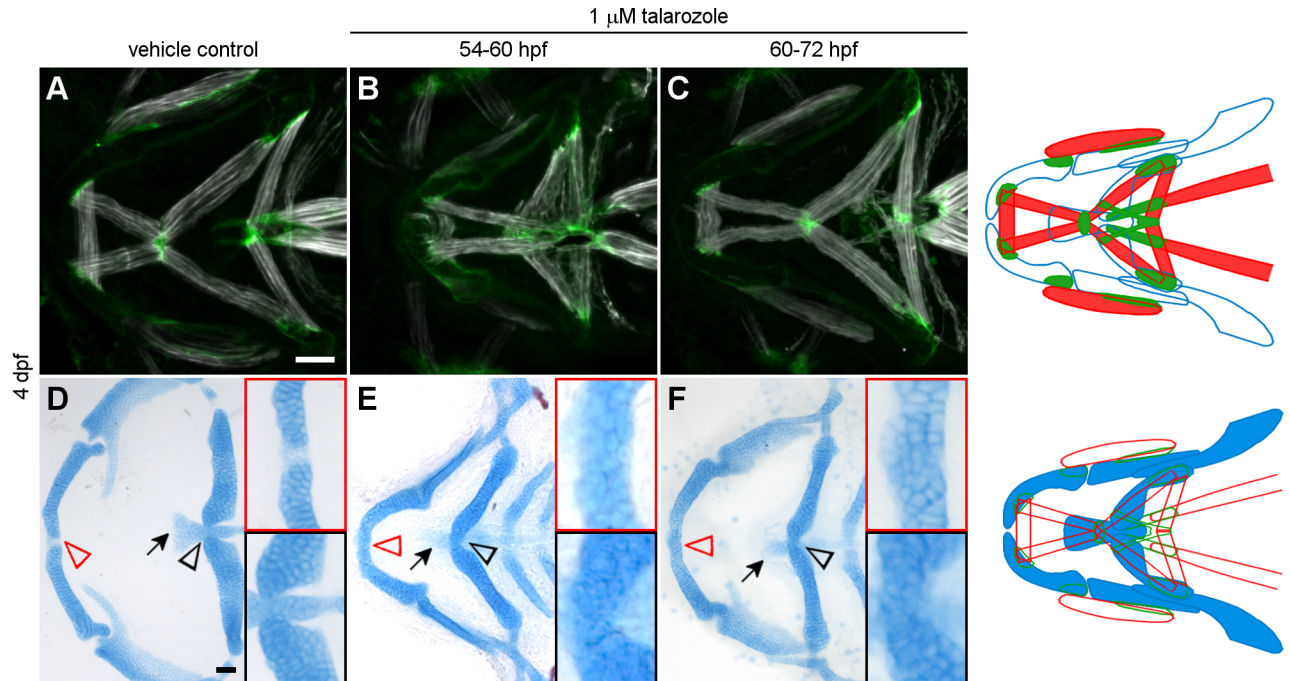 1 μM talarozole
vehicle control
54-60 hpf
60-72 hpf
A
B
C
4 dpf
D
E
F